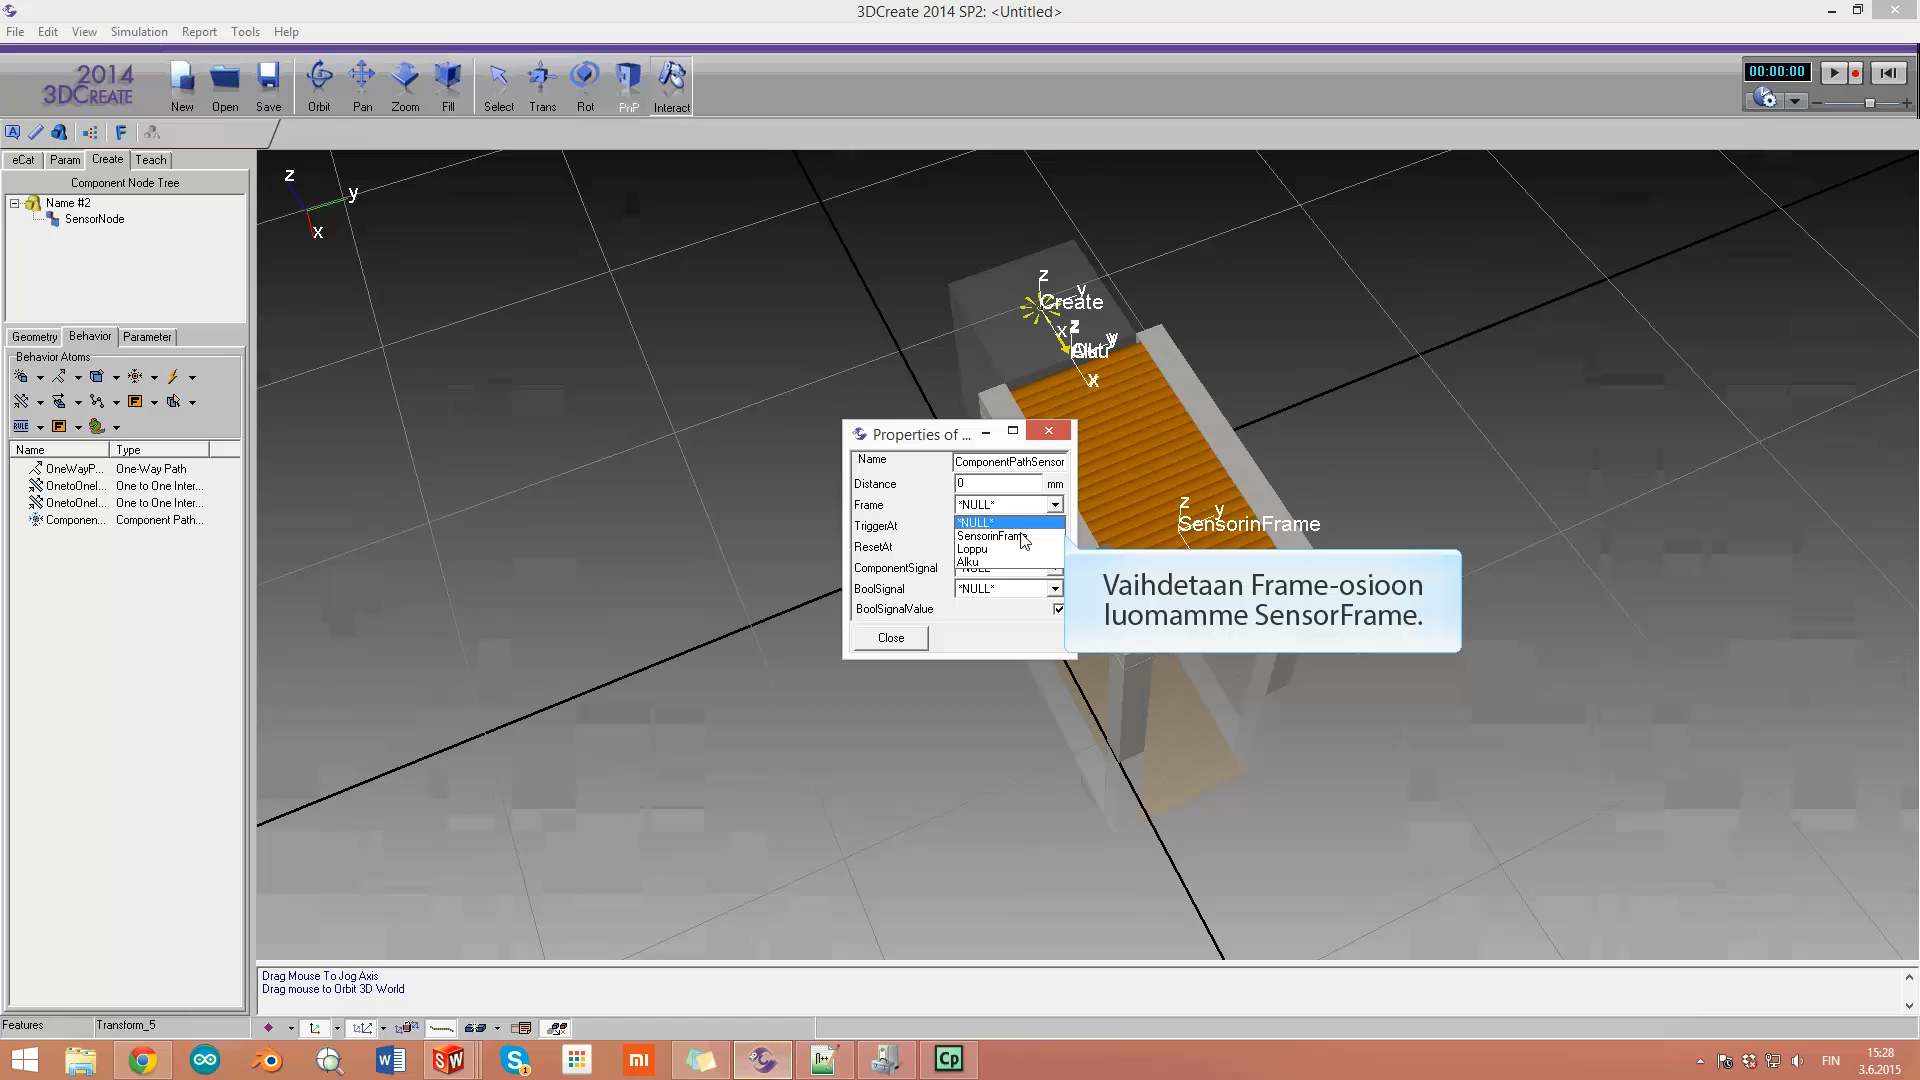 3DCreate 2014 SP2: <Untitled>
File Edit View Simulation Report Tools Help
2014
3DCREATE
New Open Save Orbit Pan Zoom Fill Select Trans Rot PnP Interact
00:00:00
eCat Param Create Teach
Component Node Tree
Name #2
SensorNode
Geometry Behavior Parameter
Behavior Atoms
Name Type
OneWayP... One-Way Path
OnetoOneI... One to One Inter...
OnetoOneI... One to One Inter...
Componen... Component Path...
z
y
x
z
y
Create
x
z
y
Alku
x
z
y
SensorinFrame
Properties of ...
Name ComponentPathSensor
Distance 0 mm
Frame *NULL*
*NULL*
TriggerAt
SensorinFrame
ResetAt
Loppu
Alku
ComponentSignal *NULL*
BoolSignal *NULL*
BoolSignalValue
Close
Vaihdetaan Frame-osioon
luomamme SensorFrame.
Drag Mouse To Jog Axis
Drag mouse to Orbit 3D World
Features Transform_5
FIN
15:28
3.6.2015